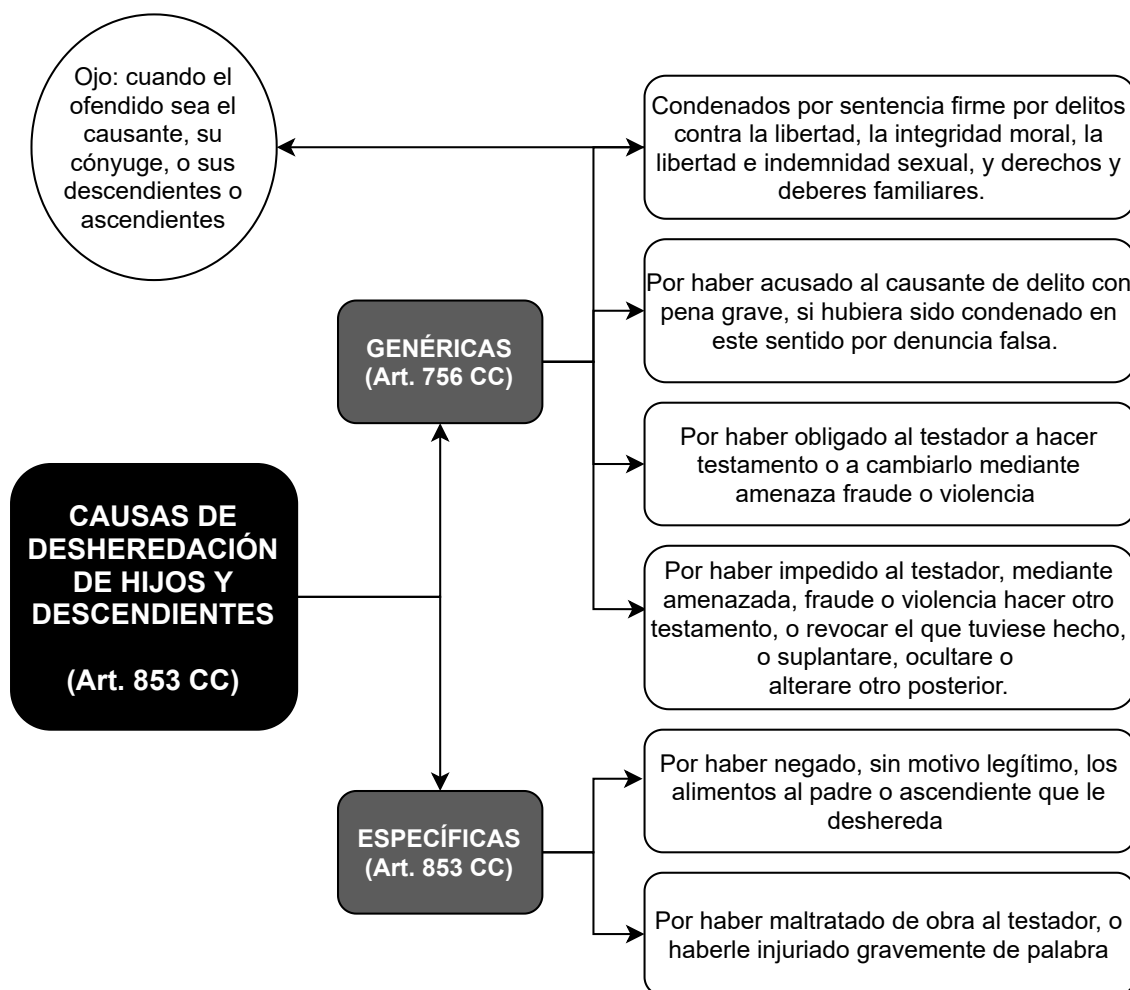 Ojo: cuando el
ofendido sea el
causante, su
cónyuge, o sus
descendientes o
ascendientes
Condenados por sentencia firme por delitos
contra la libertad, la integridad moral, la
libertad e indemnidad sexual, y derechos y
deberes familiares.
Por haber acusado al causante de delito con
pena grave, si hubiera sido condenado en
este sentido por denuncia falsa.
GENÉRICAS
(Art. 756 CC)
Por haber obligado al testador a hacer
testamento o a cambiarlo mediante
amenaza fraude o violencia
CAUSAS DE
DESHEREDACIÓN
DE HIJOS Y
DESCENDIENTES
(Art. 853 CC)
Por haber impedido al testador, mediante
amenazada, fraude o violencia hacer otro
testamento, o revocar el que tuviese hecho,
o suplantare, ocultare o
alterare otro posterior.
ESPECÍFICAS
(Art. 853 CC)
Por haber negado, sin motivo legítimo, los
alimentos al padre o ascendiente que le
deshereda
Por haber maltratado de obra al testador, o
haberle injuriado gravemente de palabra